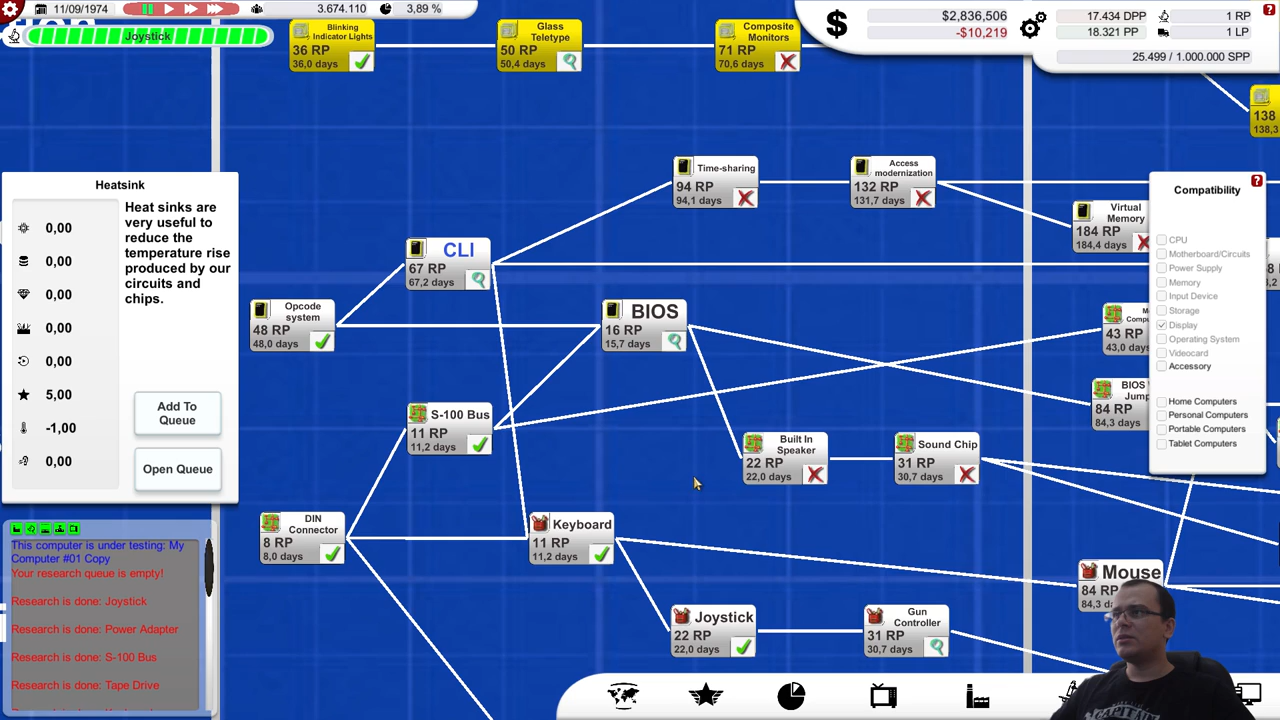 11/09/1974
3.674.110
3,89 %
Joystick
Blinking
Indicator Lights
36 RP
36,0 days
Glass
Teletype
50 RP
50,4 days
Composite
Monitors
71 RP
70,6 days
$2,836,506
-$10,219
17.434 DPP
18.321 PP
1 RP
1 LP
25.499 / 1.000.000 SPP
138
138,3
Heatsink
0,00
0,00
0,00
0,00
0,00
5,00
-1,00
0,00
Heat sinks are
very useful to
reduce the
temperature rise
produced by our
circuits and
chips.
Add To
Queue
Open Queue
Time-sharing
94 RP
94,1 days
Access
modernization
132 RP
131,7 days
Virtual
Memory
184 RP
184,4 days
CLI
67 RP
67,2 days
Opcode
system
48 RP
48,0 days
BIOS
16 RP
15,7 days
43 RP
43,0 days
BIOS
84 RP
84,3 days
S-100 Bus
11 RP
11,2 days
Built In
Speaker
22 RP
22,0 days
Sound Chip
31 RP
30,7 days
DIN
Connector
8 RP
8,0 days
Keyboard
11 RP
11,2 days
Mouse
84 RP
84,3 days
Joystick
22 RP
22,0 days
Gun
Controller
31 RP
30,7 days
Compatibility
CPU
Motherboard/Circuits
Power Supply
Memory
Input Device
Storage
Display
Operating System
Videocard
Accessory
Home Computers
Personal Computers
Portable Computers
Tablet Computers
This computer is under testing: My
Computer #01 Copy
Your research queue is empty!
Research is done: Joystick
Research is done: Power Adapter
Research is done: S-100 Bus
Research is done: Tape Drive